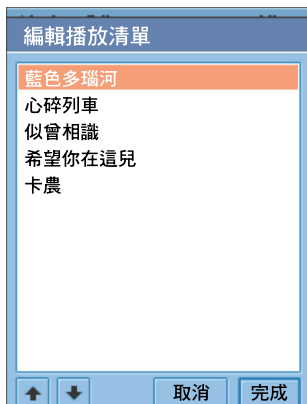 編輯播放清單
藍色多瑙河
心碎列車
似曾相識
希望你在這兒
卡農
取消 完成